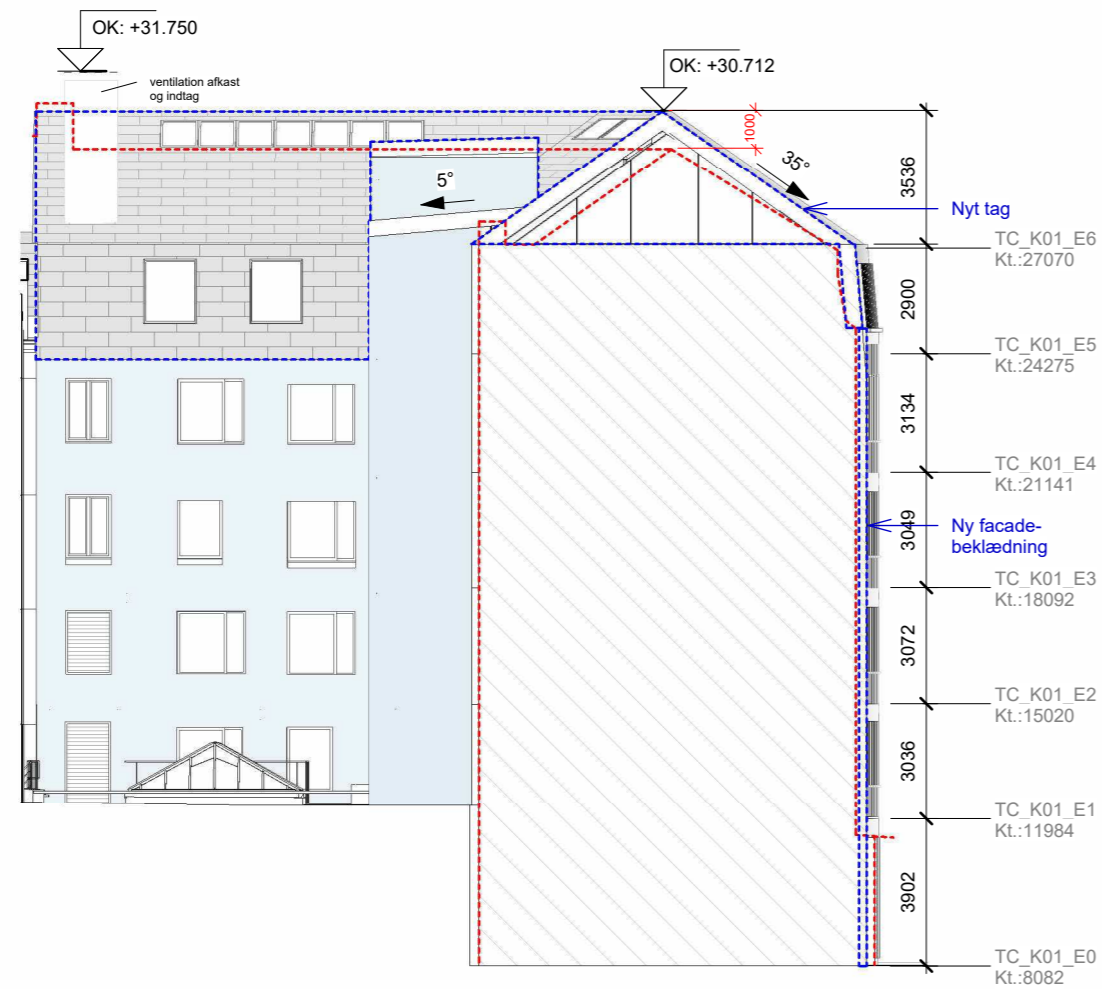 OK: +31.750
ventilation afkast
og indtag
OK: +30.712
1000
35°
5°
3536
Nyt tag
TC_K01_E6
Kt.:27070
2900
TC_K01_E5
Kt.:24275
3134
TC_K01_E4
Kt.:21141
3049
Ny facade-
beklædning
TC_K01_E3
Kt.:18092
3072
TC_K01_E2
Kt.:15020
3036
TC_K01_E1
Kt.:11984
3902
TC_K01_E0
Kt.:8082